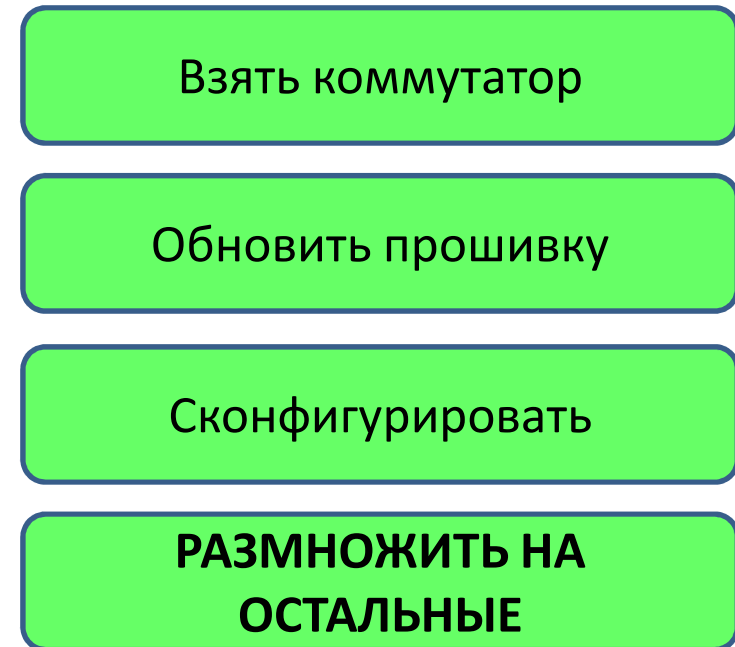 Взять коммутатор
Обновить прошивку
Сконфигурировать
РАЗМНОЖИТЬ НА
ОСТАЛЬНЫЕ